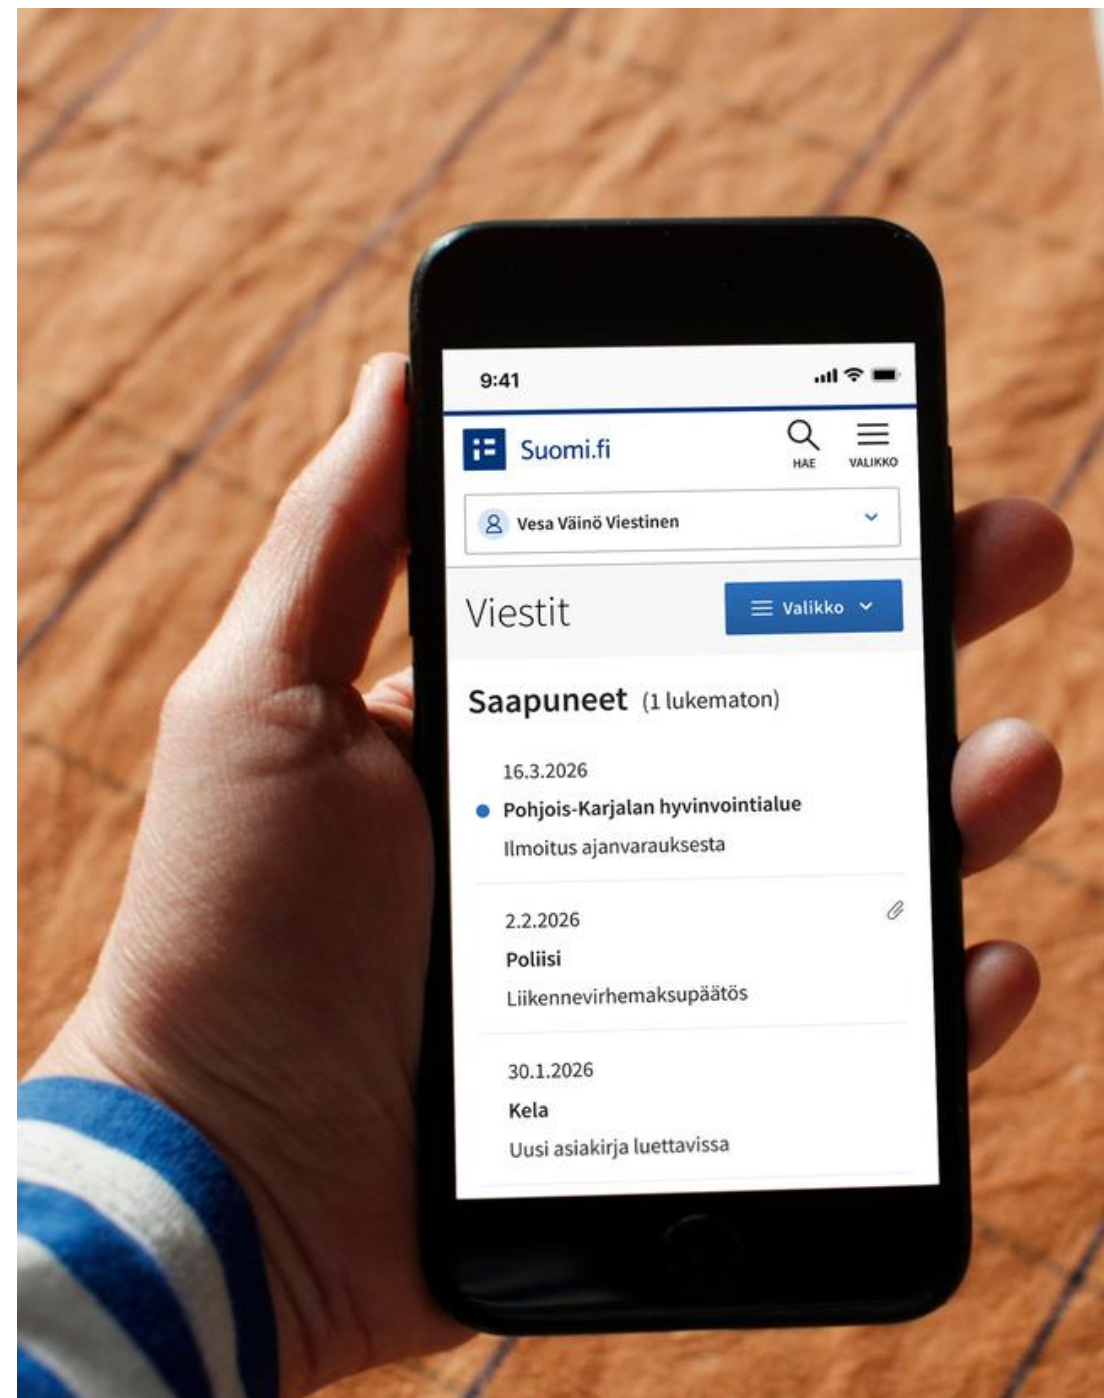 9:41
Suomi.fi
HAE
VALIKKO
Vesa Väinö Viestinen
Viestit
Valikko
Saapuneet (1 lukematon)
16.3.2026
Pohjois-Karjalan hyvinvointialue
Ilmoitus ajanvarauksesta
2.2.2026
Poliisi
Liikennevirhemaksupäätös
30.1.2026
Kela
Uusi asiakirja luettavissa